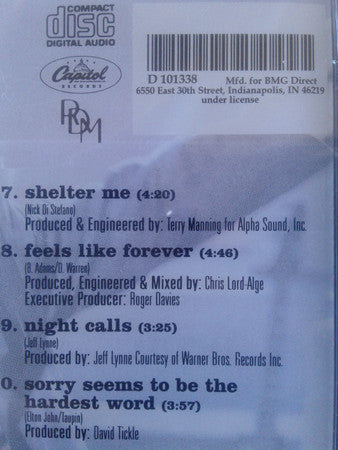 COMPACT
disc
DIGITAL AUDIO
Capitol
RECORDS
D 101338 Mfd. for BMG Direct
6550 East 30th Street, Indianapolis, IN 46219
under license
7. shelter me (4:20)
(Nick Di Stefano)
Produced & Engineered by: Terry Manning for Alpha Sound, Inc.
8. feels like forever (4:46)
(B. Adams/D. Warren)
Produced, Engineered & Mixed by: Chris Lord-Alge
Executive Producer: Roger Davies
9. night calls (3:25)
(Jeff Lynne)
Produced by: Jeff Lynne Courtesy of Warner Bros. Records Inc.
0. sorry seems to be the
hardest word (3:57)
(Elton John/Taupin)
Produced by: David Tickle